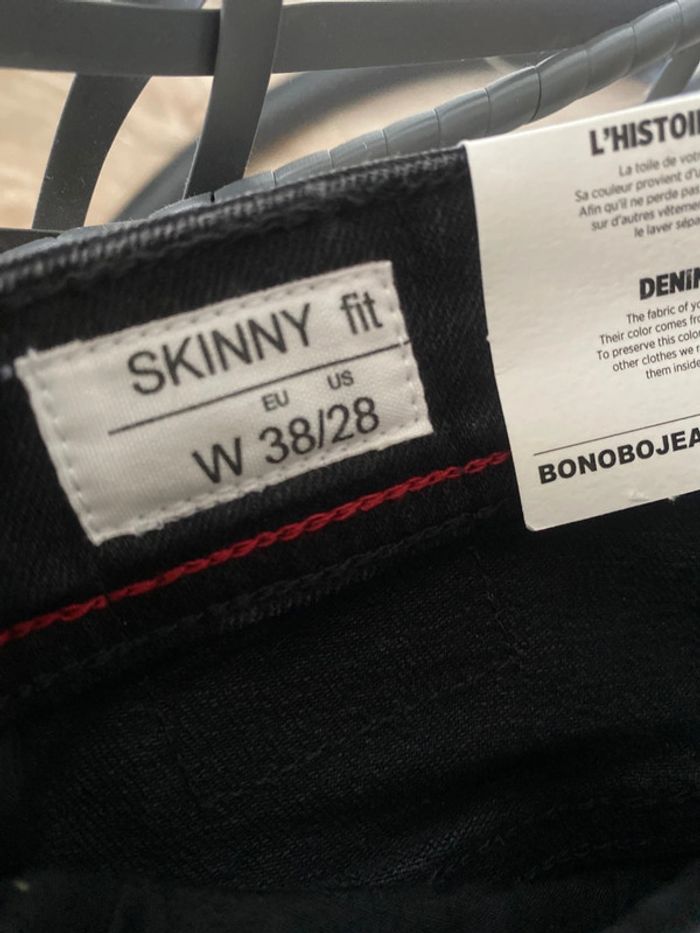 SKINNY fit
EU US
W 38/28
L'HISTOI
La toile de vot
Sa couleur provient d'u
Afin qu'il ne perde pas
sur d'autres vêteme
le laver sépa
DENIM
The fabric of yo
Their color comes fro
To preserve this colo
other clothes we r
them inside
BONOBOJEA